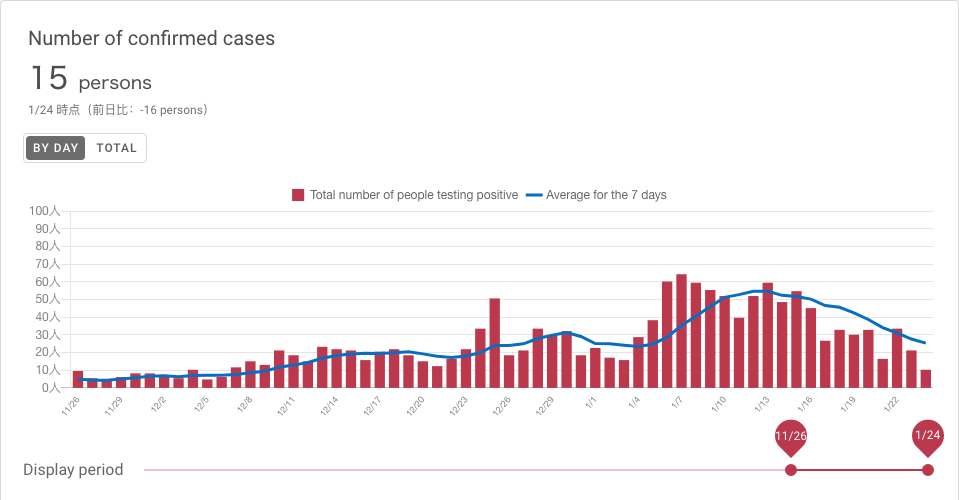 Number of confirmed cases
15 persons
1/24 時点（前日比：-16 persons）
BY DAY TOTAL
Total number of people testing positive Average for the 7 days
100人
90人
80人
70人
60人
50人
40人
30人
20人
10人
0人
11/26 11/29 12/2 12/5 12/8 12/11 12/14 12/17 12/20 12/23 12/26 12/29 1/1 1/4 1/7 1/10 1/13 1/16 1/19 1/22
11/26 1/24
Display period